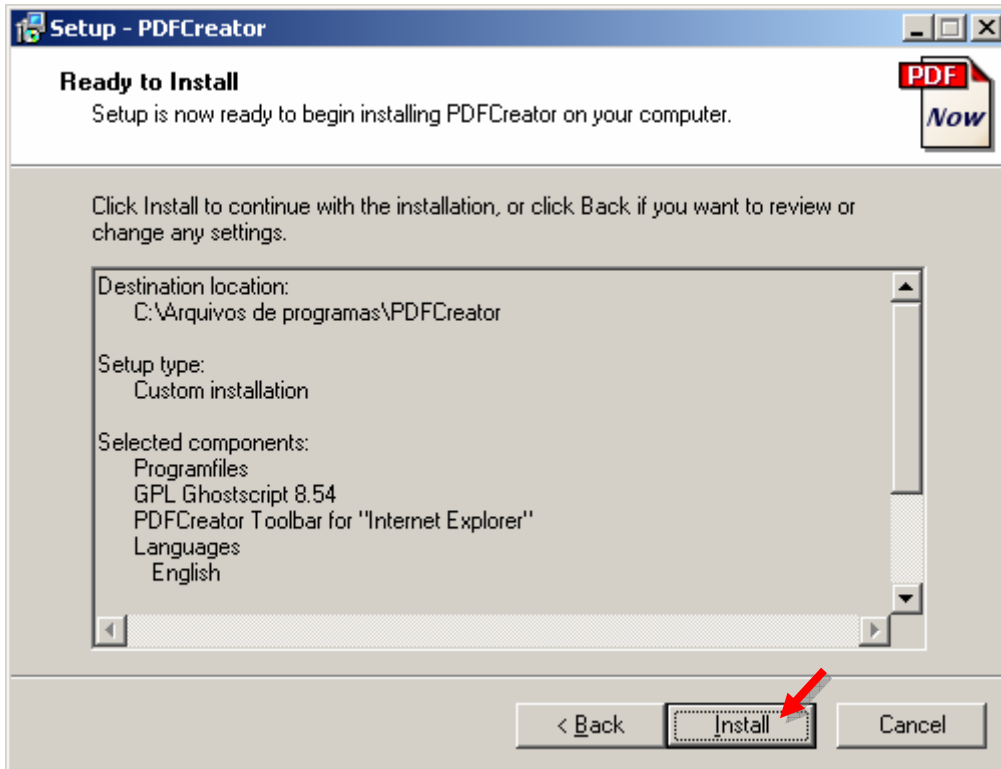 Setup - PDFCreator
Ready to Install
Setup is now ready to begin installing PDFCreator on your computer.
PDF
Now
Click Install to continue with the installation, or click Back if you want to review or
change any settings.
Destination location:
C:\Arquivos de programas\PDFCreator
Setup type:
Custom installation
Selected components:
Programfiles
GPL Ghostscript 8.54
PDFCreator Toolbar for "Internet Explorer"
Languages
English
< Back
Install
Cancel